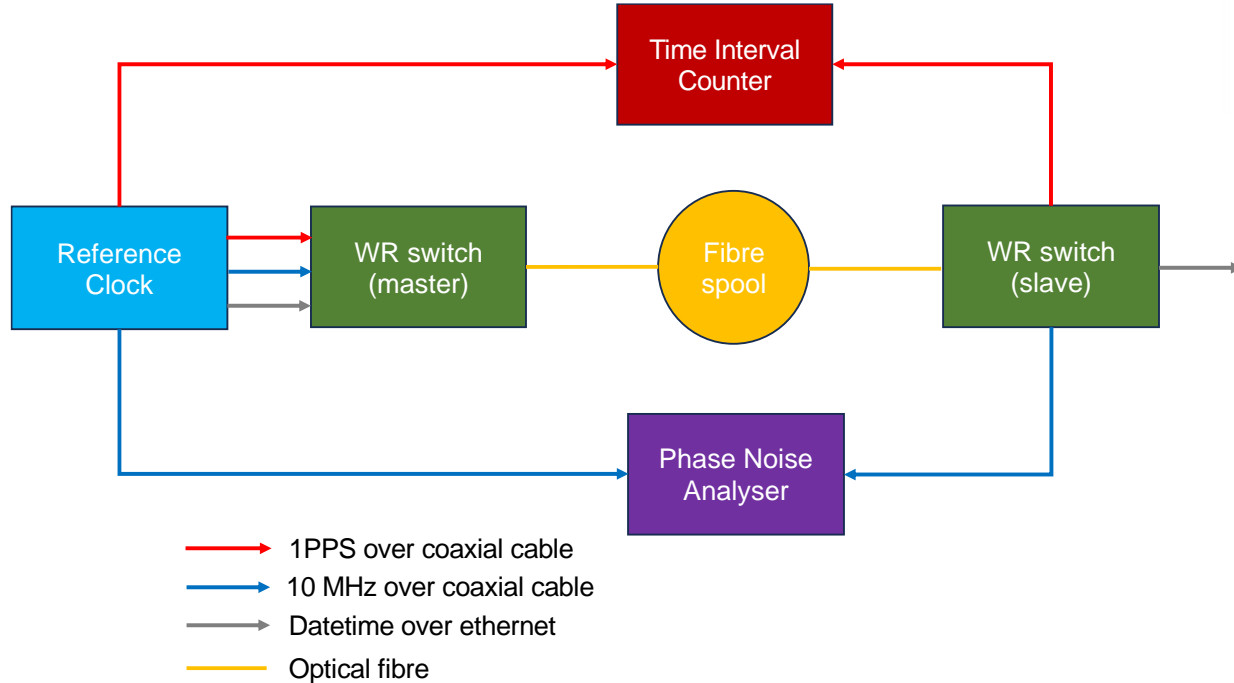 Time Interval
Counter
Reference
Clock
WR switch
(master)
Fibre
spool
WR switch
(slave)
Phase Noise
Analyser
1PPS over coaxial cable
10 MHz over coaxial cable
Datetime over ethernet
Optical fibre